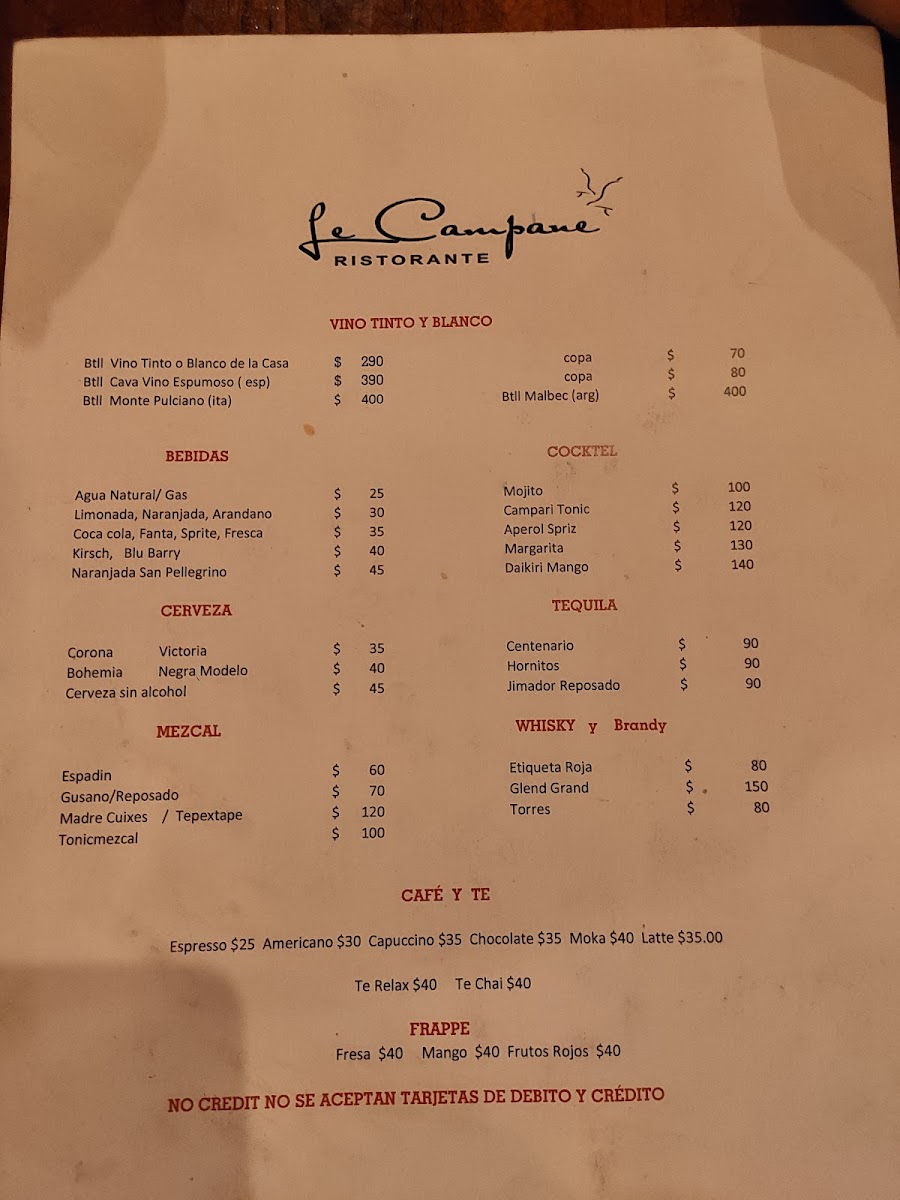 Le Campane
RISTORANTE
VINO TINTO Y BLANCO
Btll Vino Tinto o Blanco de la Casa $ 290 copa $ 70
Btll Cava Vino Espumoso ( esp) $ 390 copa $ 80
Btll Monte Pulciano (ita) $ 400 Btll Malbec (arg) $ 400
BEBIDAS
Agua Natural/ Gas $ 25
Limonada, Naranjada, Arandano $ 30
Coca cola, Fanta, Sprite, Fresca $ 35
Kirsch, Blu Barry $ 40
Naranjada San Pellegrino $ 45
COCKTEL
Mojito $ 100
Campari Tonic $ 120
Aperol Spriz $ 120
Margarita $ 130
Daikiri Mango $ 140
CERVEZA
Corona Victoria $ 35
Bohemia Negra Modelo $ 40
Cerveza sin alcohol $ 45
TEQUILA
Centenario $ 90
Hornitos $ 90
Jimador Reposado $ 90
MEZCAL
Espadin $ 60
Gusano/Reposado $ 70
Madre Cuixes / Tepextape $ 120
Tonicmezcal $ 100
WHISKY y Brandy
Etiqueta Roja $ 80
Glend Grand $ 150
Torres $ 80
CAFÉ Y TE
Espresso $25 Americano $30 Capuccino $35 Chocolate $35 Moka $40 Latte $35.00
Te Relax $40 Te Chai $40
FRAPPE
Fresa $40 Mango $40 Frutos Rojos $40
NO CREDIT NO SE ACEPTAN TARJETAS DE DEBITO Y CRÉDITO